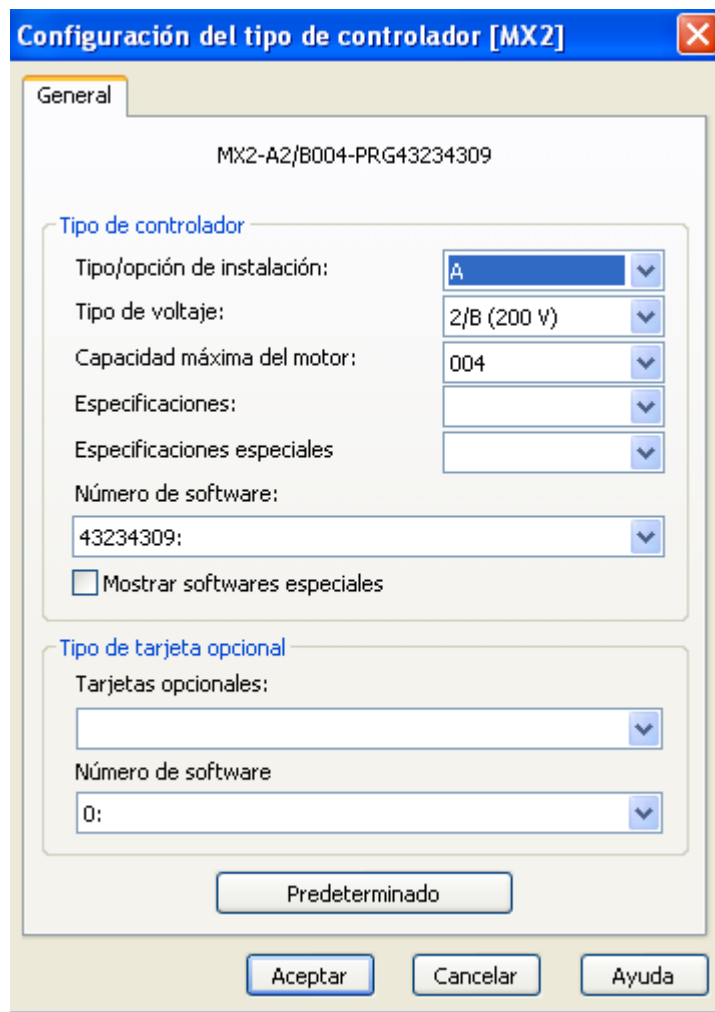 Configuración del tipo de controlador [MX2]
General
MX2-A2/B004-PRG43234309
Tipo de controlador
Tipo/opción de instalación:
A
Tipo de voltaje:
2/B (200 V)
Capacidad máxima del motor:
004
Especificaciones:
Especificaciones especiales
Número de software:
43234309:
Mostrar softwares especiales
Tipo de tarjeta opcional
Tarjetas opcionales:
Número de software
0:
Predeterminado
Aceptar
Cancelar
Ayuda